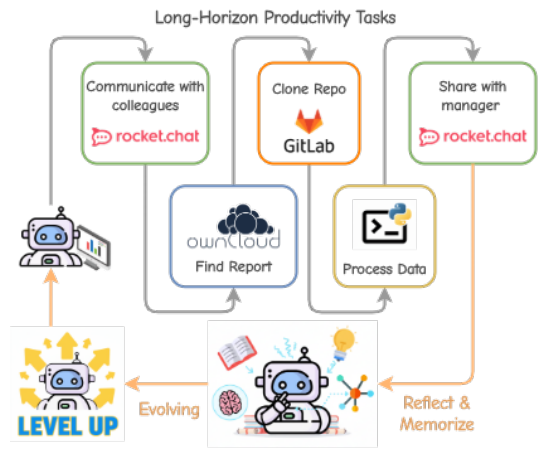 Long-Horizon Productivity Tasks
Communicate with
colleagues
rocket.chat
Clone Repo
GitLab
Share with
manager
rocket.chat
ownCloud
Find Report
Process Data
LEVEL UP
Evolving
Reflect &
Memorize